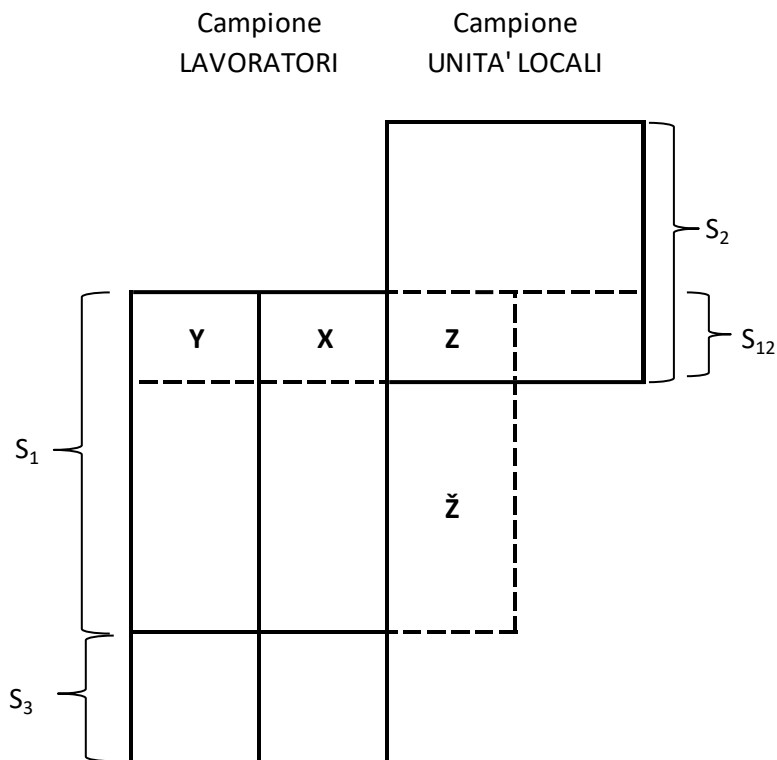 Campione
LAVORATORI
Campione
UNITA' LOCALI
S2
Y
X
Z
S12
S1
Ž
S3